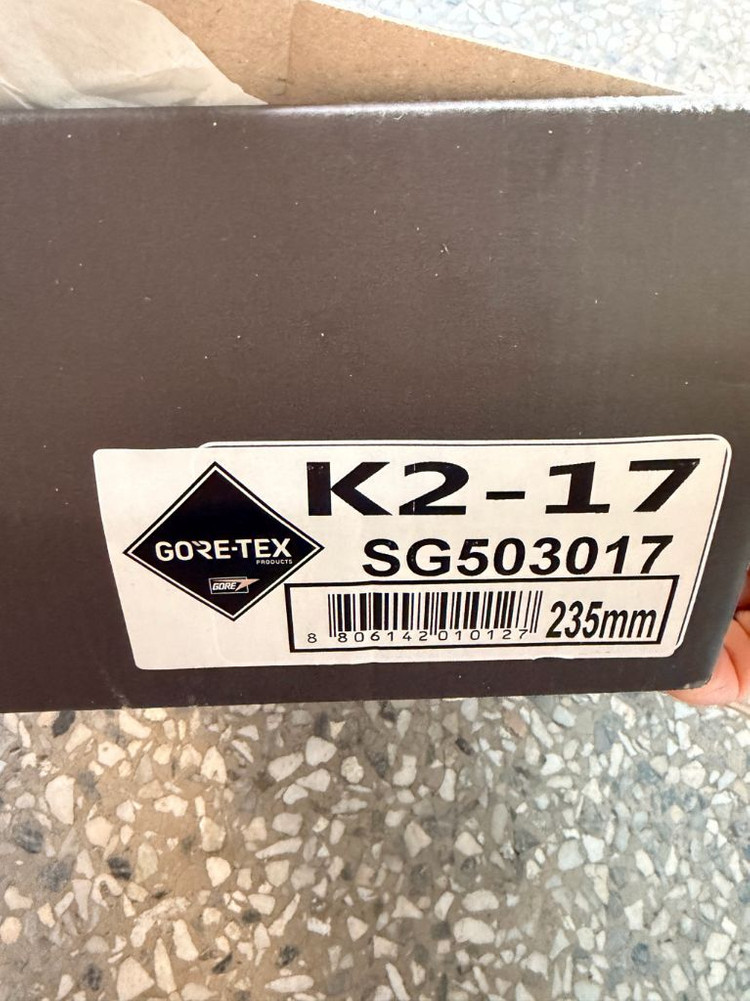 K2-17
GORE-TEX
PRODUCTS
GORE
SG503017
8 806142 010127
235mm